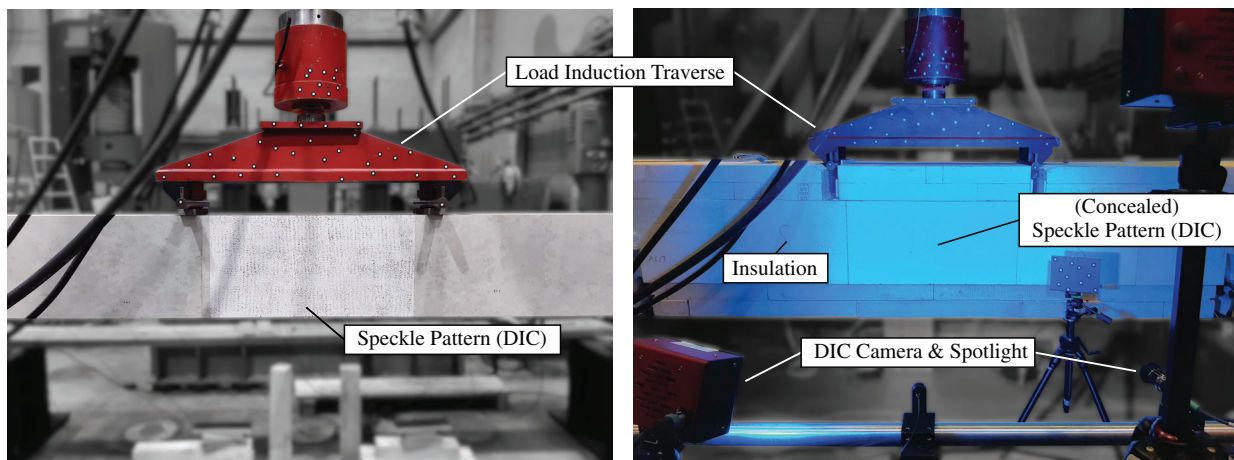 Load Induction Traverse
(Concealed)
Speckle Pattern (DIC)
Insulation
Speckle Pattern (DIC)
DIC Camera & Spotlight